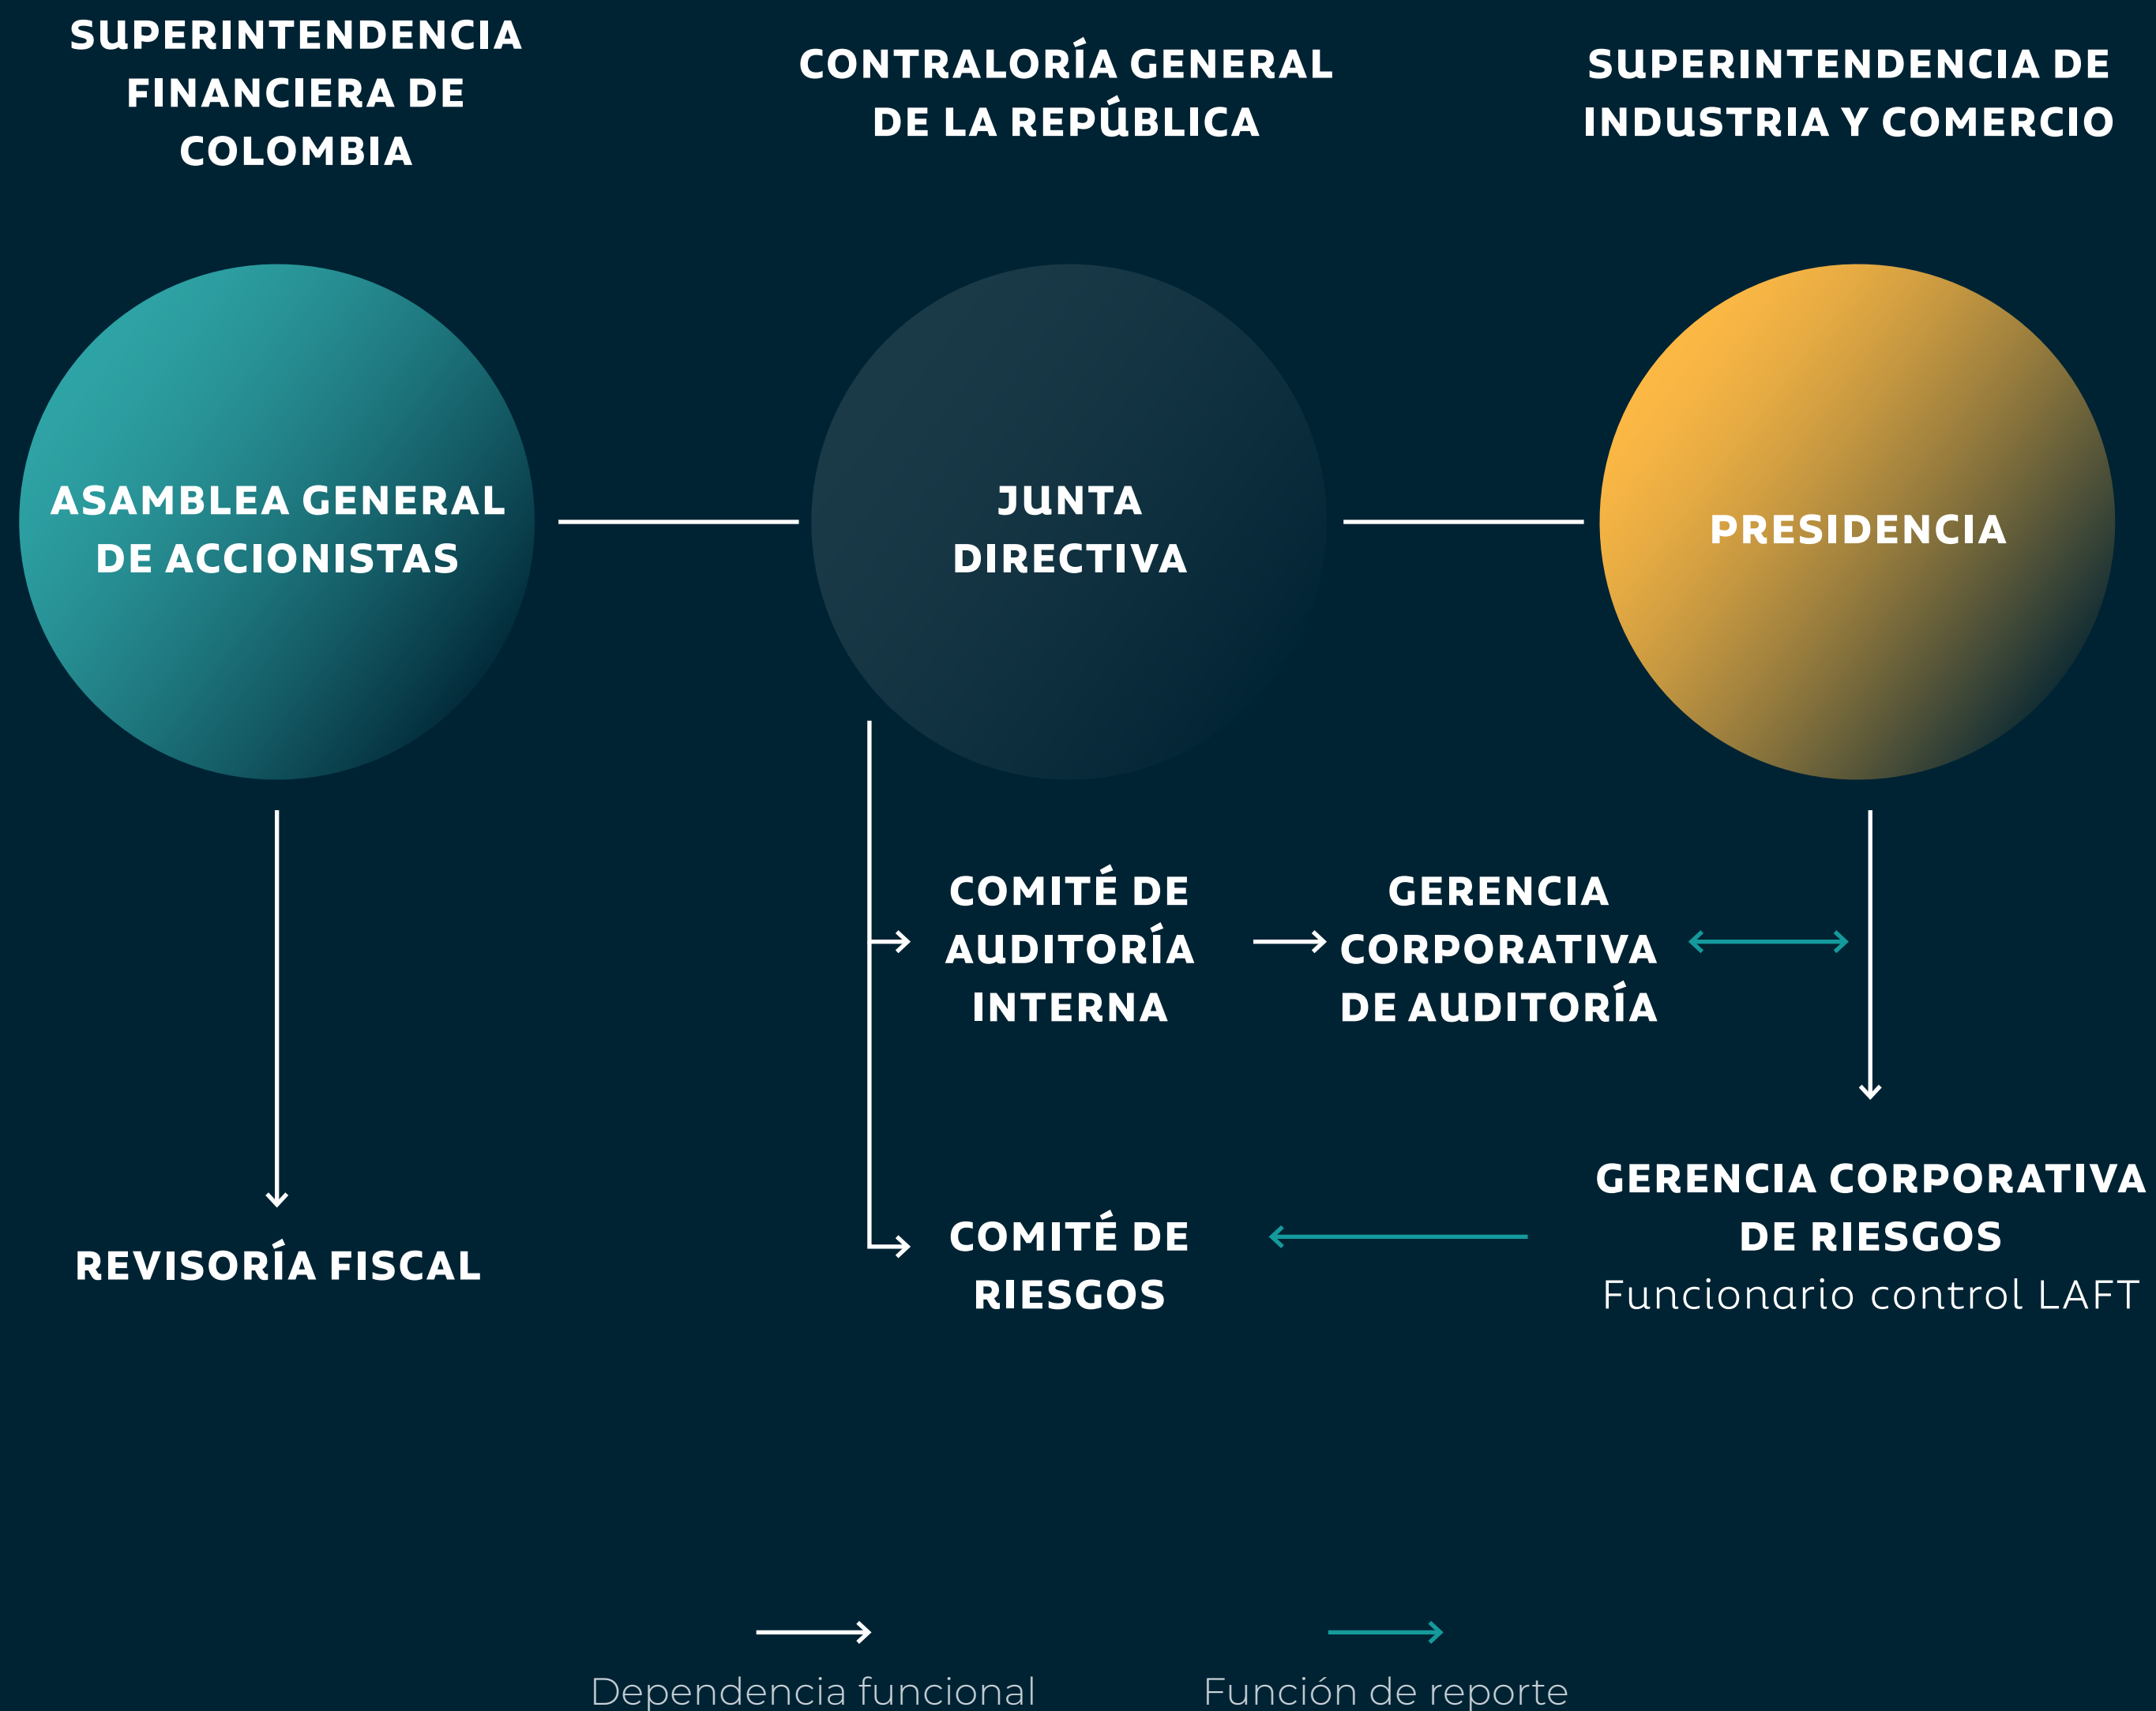 SUPERINTENDENCIA
FINANCIERA DE
COLOMBIA
CONTRALORÍA GENERAL
DE LA REPÚBLICA
SUPERINTENDENCIA DE
INDUSTRIA Y COMERCIO
ASAMBLEA GENERAL
DE ACCIONISTAS
JUNTA
DIRECTIVA
PRESIDENCIA
COMITÉ DE
AUDITORÍA
INTERNA
GERENCIA
CORPORATIVA
DE AUDITORÍA
REVISORÍA FISCAL
COMITÉ DE
RIESGOS
GERENCIA CORPORATIVA
DE RIESGOS
Funcionario control LAFT
Dependencia funcional
Función de reporte